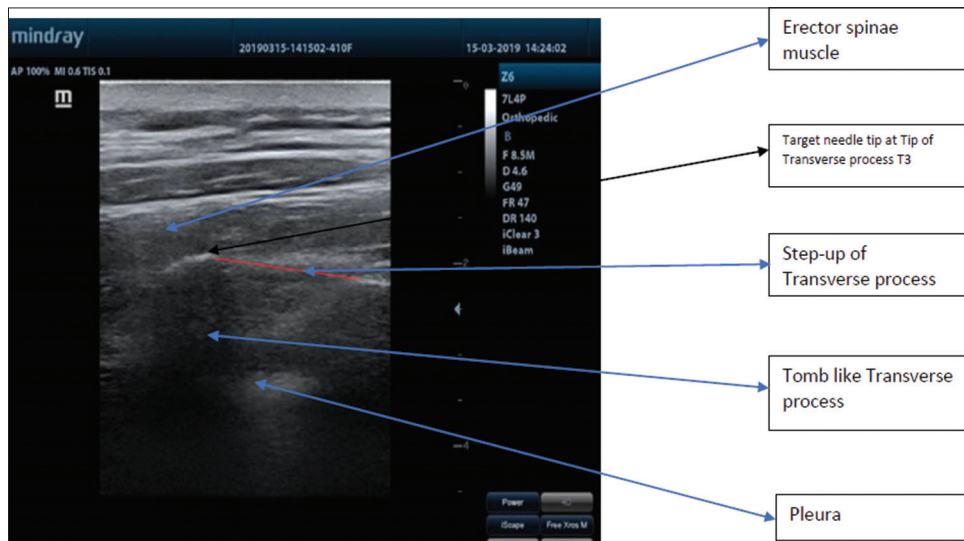 mindray
20190315-141502-410F
15-03-2019 14:24:02
AP 100% MI 0.6 TIS 0.1
m
0
2
4
Z6
7L4P
Orthopedic
B
F 8.5M
D 4.6
G49
FR 47
DR 140
iClear 3
iBeam
Power
iScape
Free Xros M
Erector spinae
muscle
Target needle tip at Tip of
Transverse process T3
Step-up of
Transverse process
Tomb like Transverse
process
Pleura